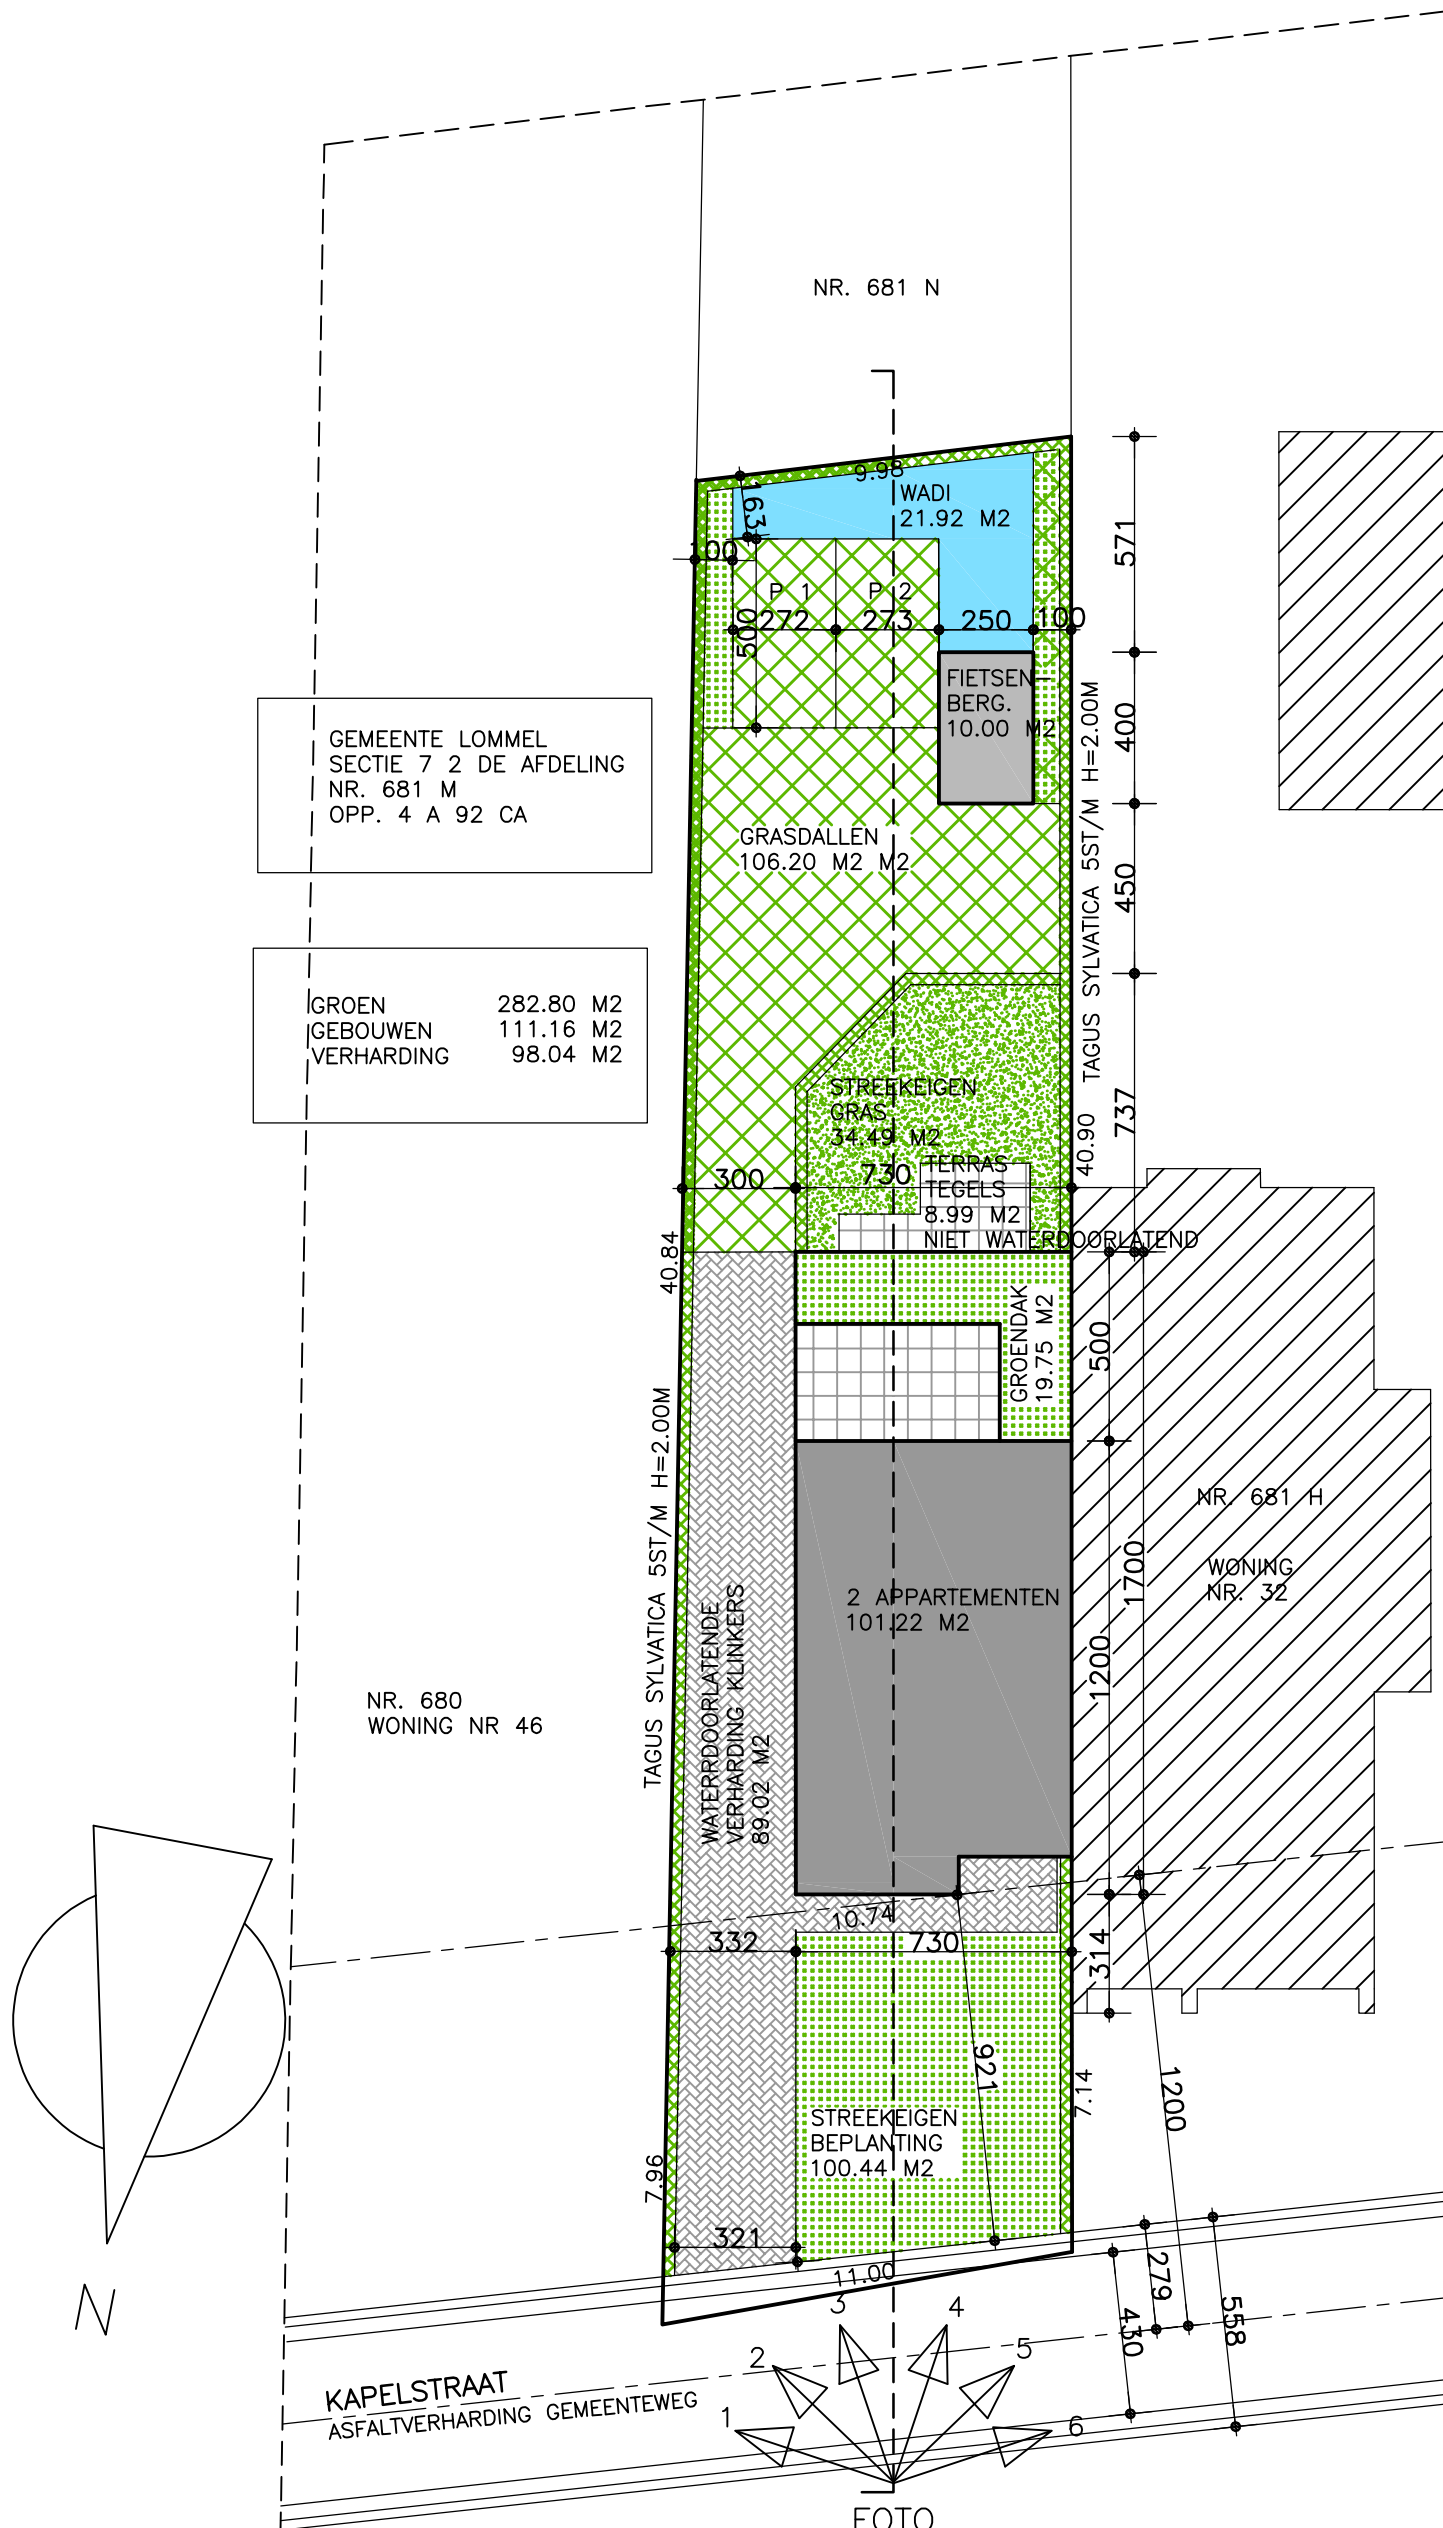 NR. 681 N
9.98
WADI
21.92 M2
163
100
571
P 1
P 2
272
273
250
100
500
FIETSEN-
BERG.
10.00 M2
400
GEMEENTE LOMMEL
SECTIE 7 2 DE AFDELING
NR. 681 M
OPP. 4 A 92 CA
GRASDALLEN
106.20 M2 M2
450
TAGUS SYLVATICA 5ST/M H=2.00M
GROEN 282.80 M2
GEBOUWEN 111.16 M2
VERHARDING 98.04 M2
STREEKEIGEN
GRAS
34.49 M2
737
40.90
300
730
TERRAS
TEGELS
8.99 M2
NIET WATERDOORLATEND
40.84
GROENDAK
19.75 M2
500
TAGUS SYLVATICA 5ST/M H=2.00M
NR. 681 H
WONING
NR. 32
1700
2 APPARTEMENTEN
101.22 M2
1200
WATERRDOORLATENDE
VERHARDING KLINKERS
89.02 M2
NR. 680
WONING NR 46
10.74
332
730
314
921
1200
7.14
STREEKEIGEN
BEPLANTING
100.44 M2
7.96
321
11.00
279
430
558
N
KAPELSTRAAT
ASFALTVERHARDING GEMEENTEWEG
1
2
3
4
5
6
FOTO